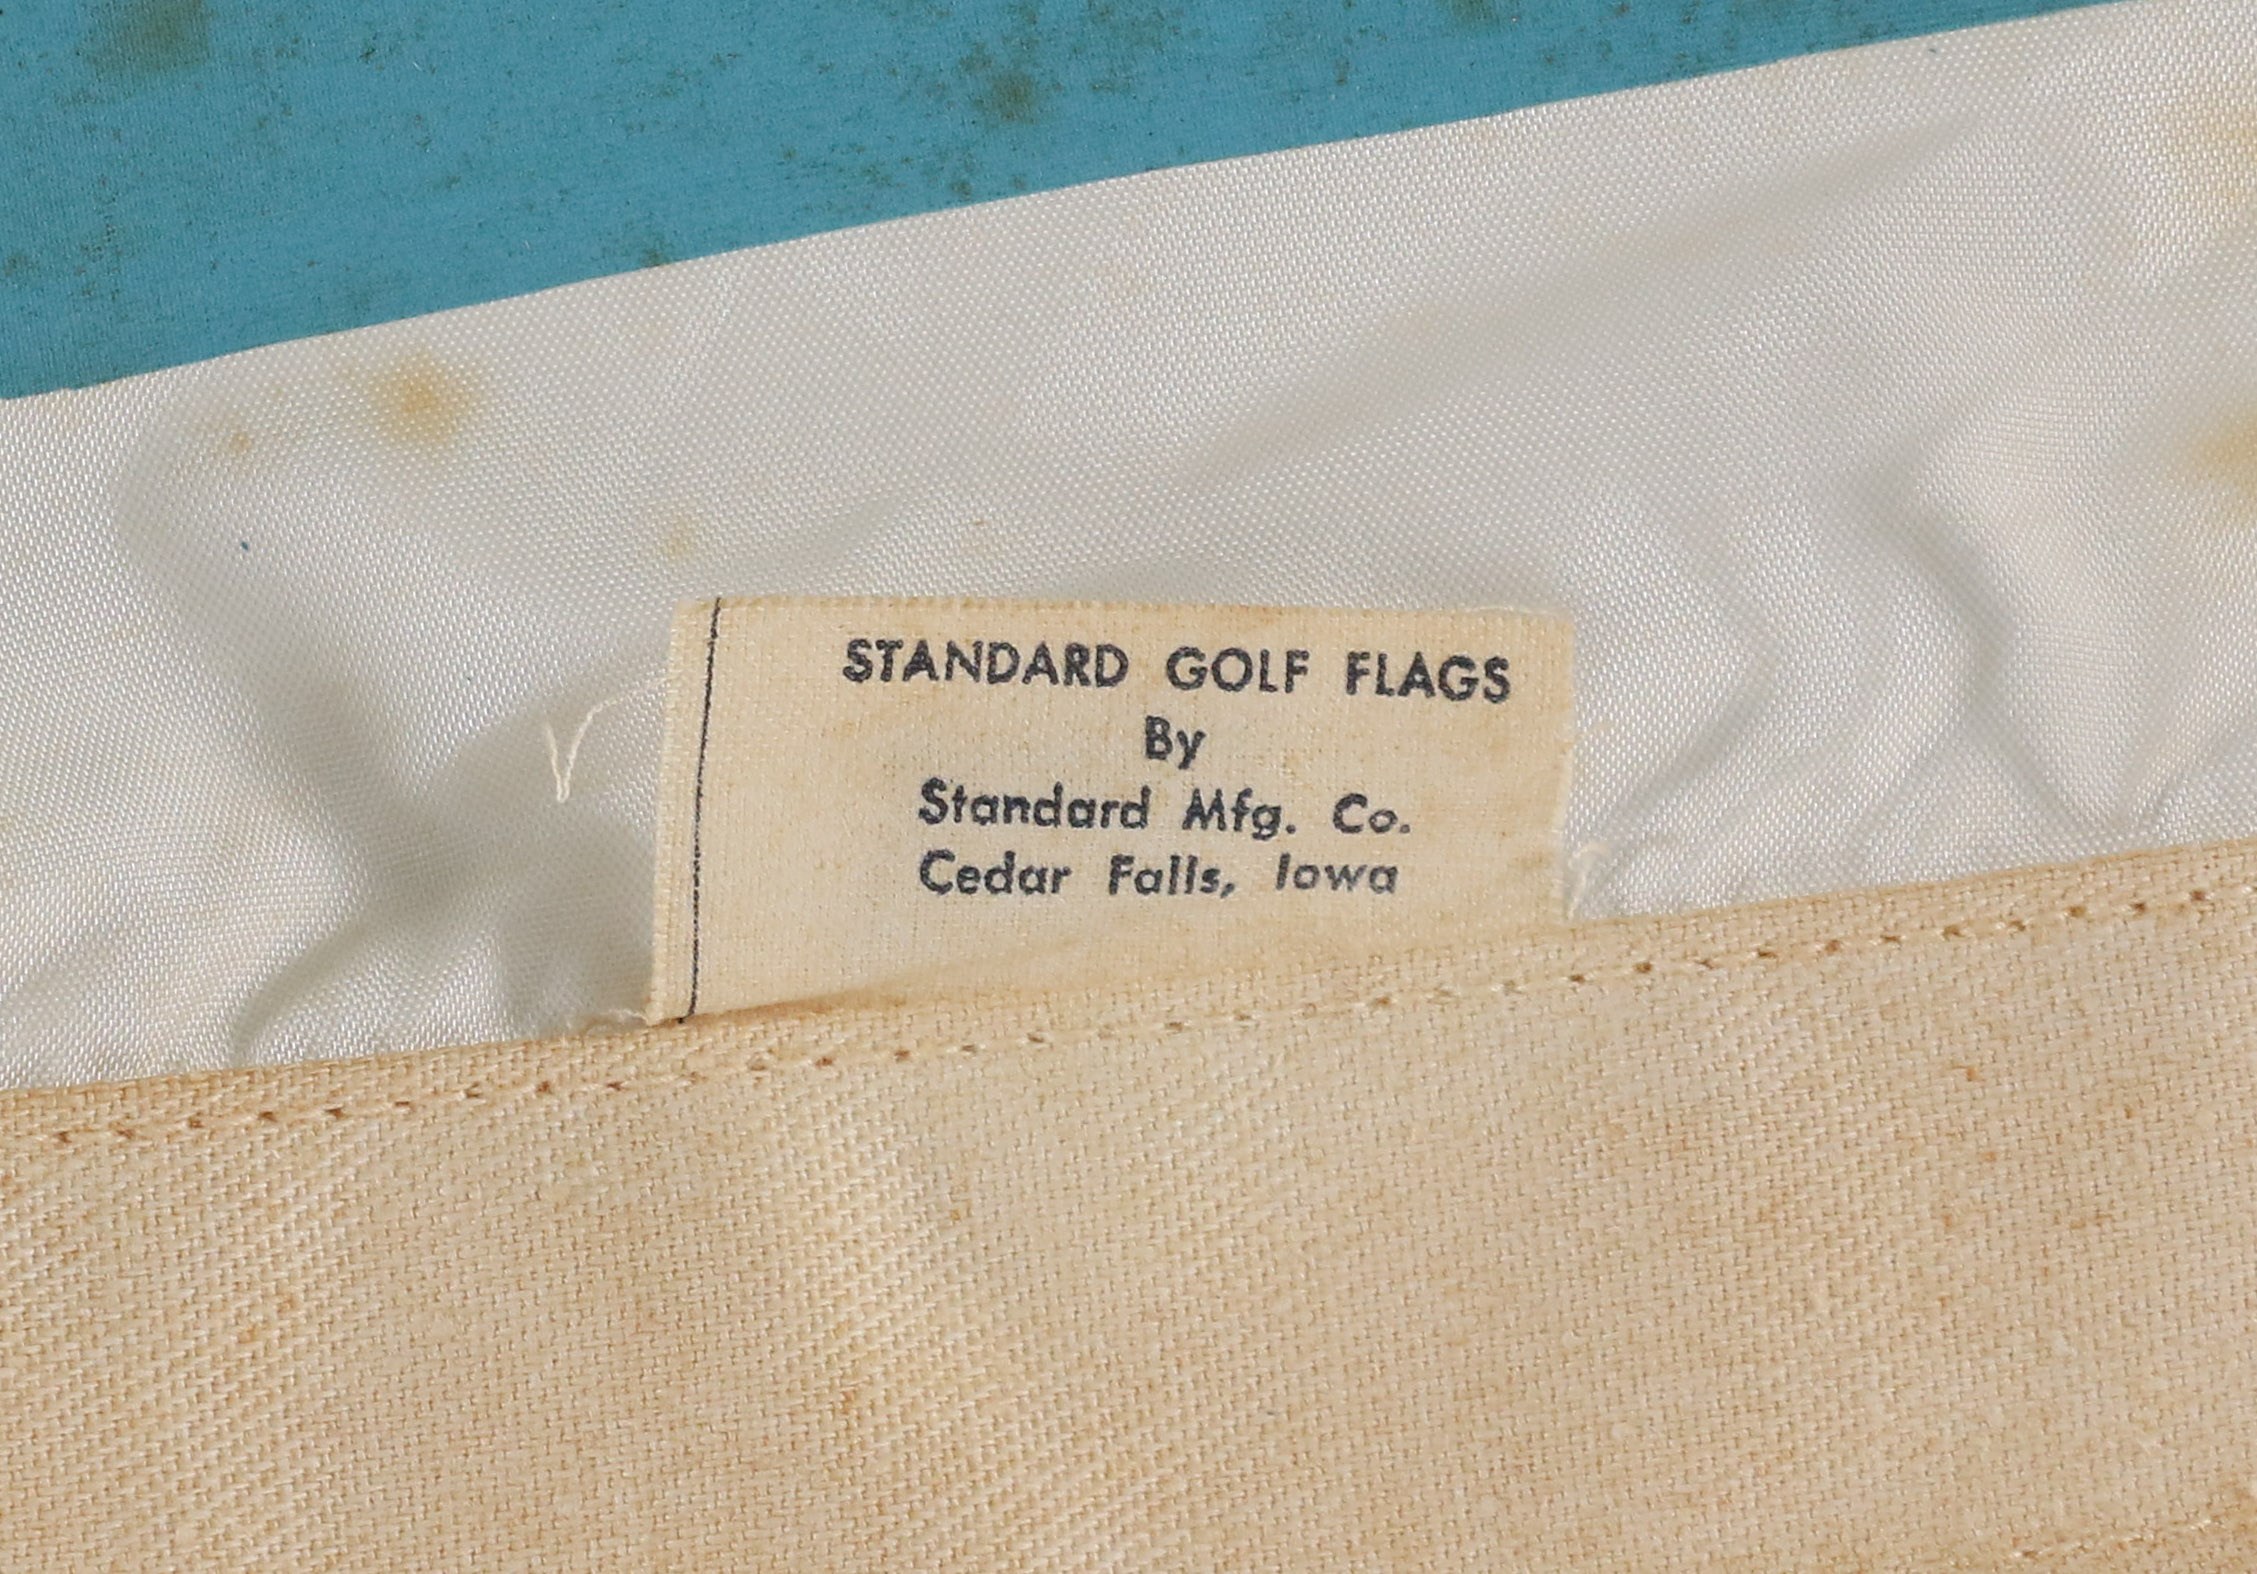 STANDARD GOLF FLAGS
By
Standard Mfg. Co.
Cedar Falls, Iowa